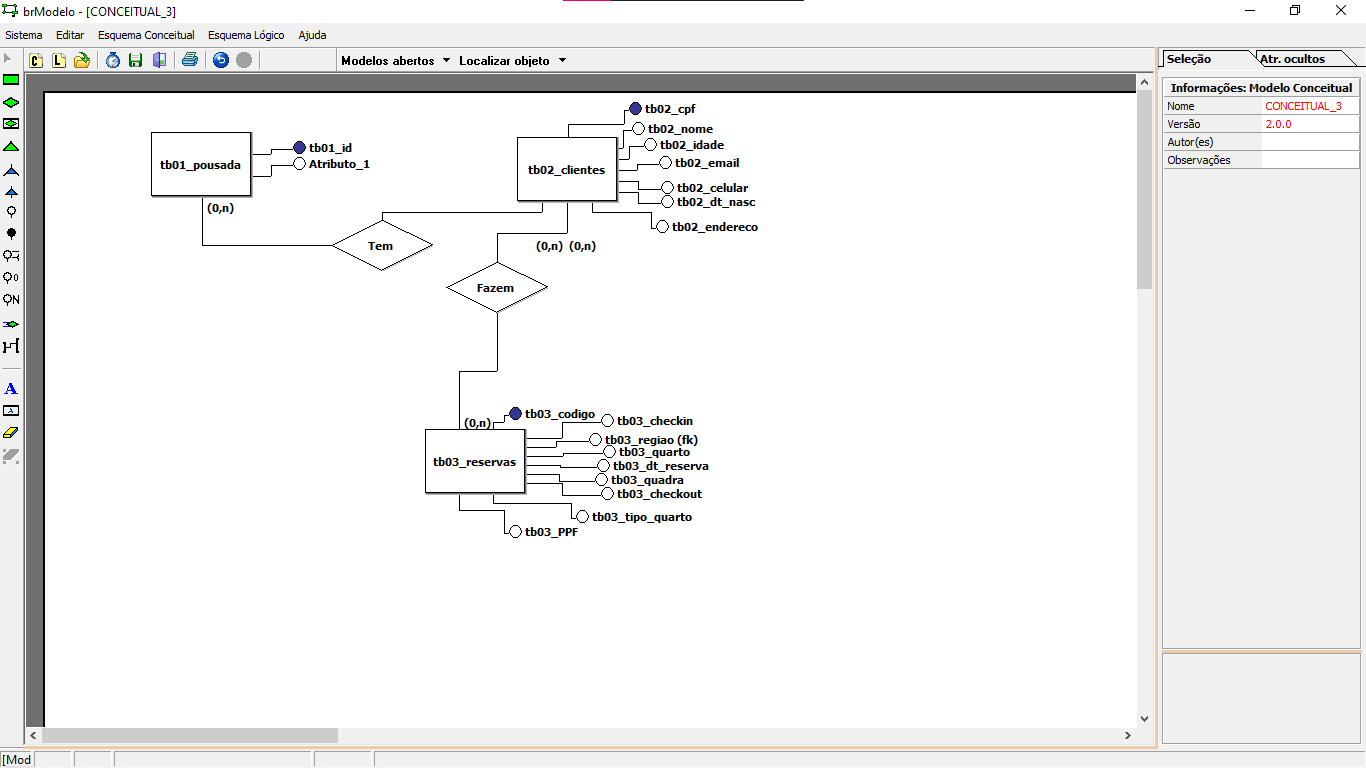 brModelo - [CONCEITUAL_3]
Sistema Editar Esquema Conceitual Esquema Lógico Ajuda
C L Modelos abertos Localizar objeto
Seleção Atr. ocultos
Informações: Modelo Conceitual
Nome CONCEITUAL_3
Versão 2.0.0
Autor(es)
Observações
0
N
A
A
tb01_pousada
tb01_id
Atributo_1
(0,n)
Tem
tb02_clientes
tb02_cpf
tb02_nome
tb02_idade
tb02_email
tb02_celular
tb02_dt_nasc
tb02_endereco
(0,n) (0,n)
Fazem
(0,n)
tb03_reservas
tb03_codigo
tb03_checkin
tb03_regiao (fk)
tb03_quarto
tb03_dt_reserva
tb03_quadra
tb03_checkout
tb03_tipo_quarto
tb03_PPF
[Mod